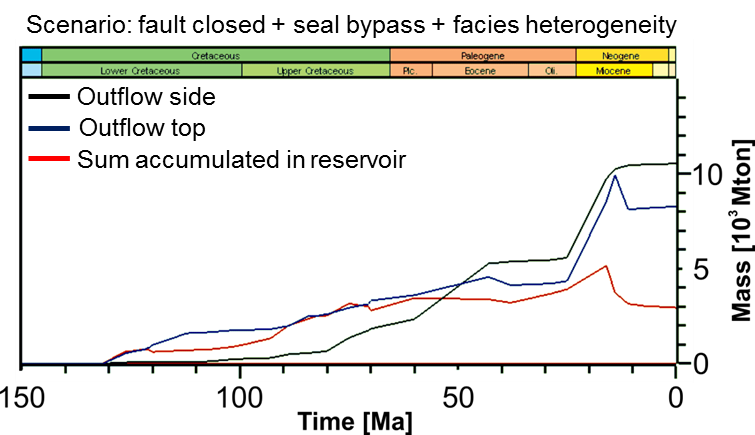 Scenario: fault closed + seal bypass + facies heterogeneity
Cretaceous Paleogene Neogene
Lower Cretaceous Upper Cretaceous Plc. Eocene Oli. Miocene
Outflow side
Outflow top
Sum accumulated in reservoir
10
5
0
Mass [10³ Mton]
150 100 50 0
Time [Ma]